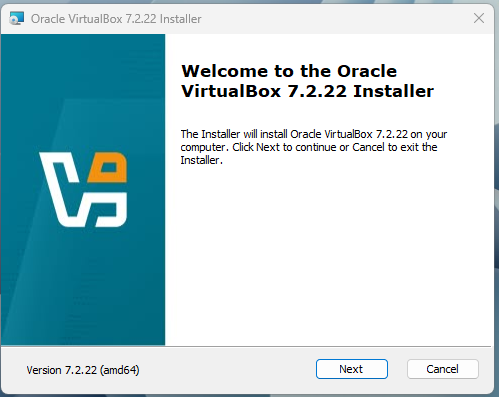 Oracle VirtualBox 7.2.22 Installer
Welcome to the Oracle
VirtualBox 7.2.22 Installer
The Installer will install Oracle VirtualBox 7.2.22 on your
computer. Click Next to continue or Cancel to exit the
Installer.
Version 7.2.22 (amd64)
Next
Cancel